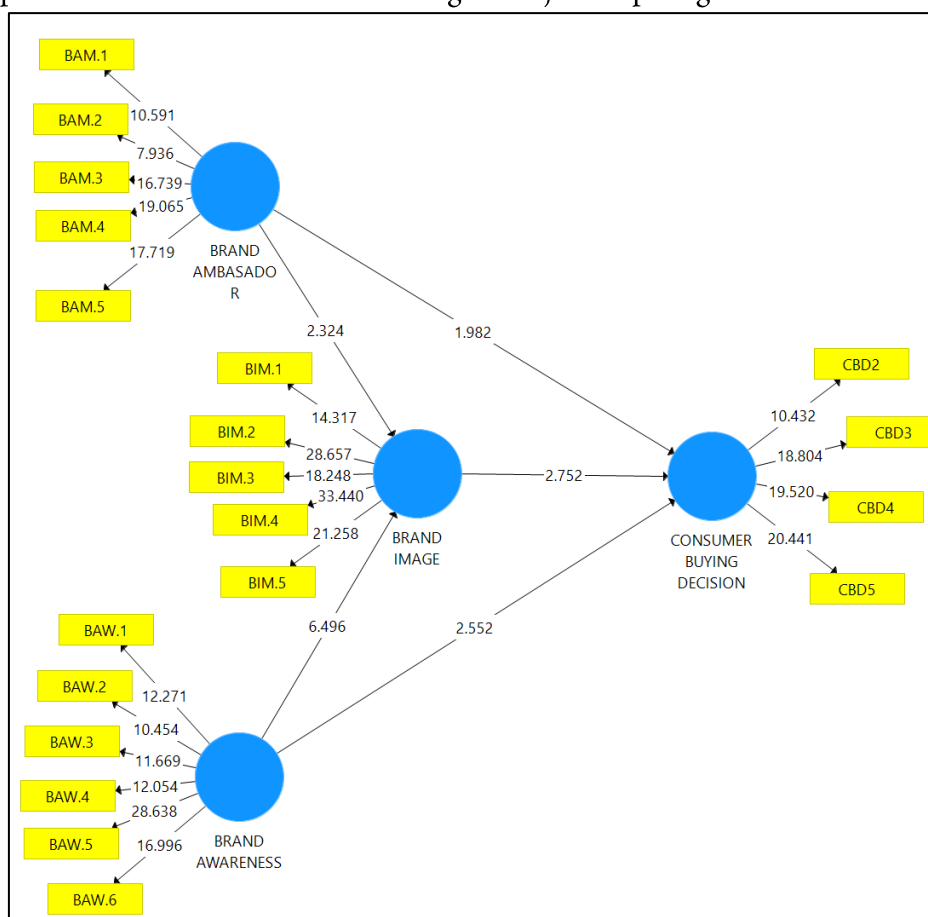 BAM.1
10.591
BAM.2
7.936
BAM.3
16.739
19.065
BAM.4
17.719
BAM.5
BRAND
AMBASADO
R
2.324
1.982
BIM.1
14.317
BIM.2
28.657
BIM.3
18.248
33.440
BIM.4
21.258
BIM.5
BRAND
IMAGE
2.752
CBD2
10.432
CBD3
18.804
19.520
CBD4
20.441
CBD5
CONSUMER
BUYING
DECISION
6.496
2.552
BAW.1
12.271
BAW.2
10.454
BAW.3
11.669
12.054
BAW.4
28.638
BAW.5
16.996
BAW.6
BRAND
AWARENESS